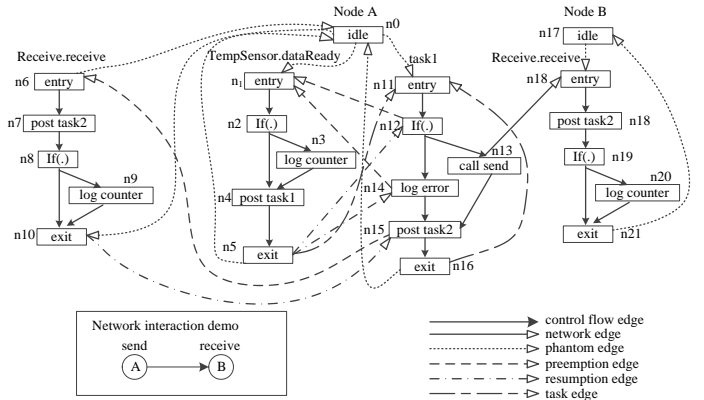 Node A
Node B
n0
idle
n17
idle
Receive.receive
TempSensor.dataReady
task1
Receive.receive
n6
entry
n1
entry
n11
entry
n18
entry
n7
post task2
n2
If(.)
n12
If(.)
post task2
n18
n8
If(.)
n3
log counter
n13
call send
If(.)
n19
n9
log counter
n4
post task1
n14
log error
n20
log counter
n10
exit
n5
exit
n15
post task2
exit
n21
exit
n16
Network interaction demo
send
receive
A
B
control flow edge
network edge
phantom edge
preemption edge
resumption edge
task edge